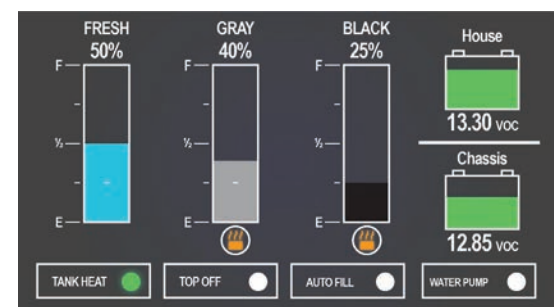 FRESH
50%
F
½
E
GRAY
40%
F
½
E
BLACK
25%
F
½
E
House
13.30 VDC
Chassis
12.85 VDC
TANK HEAT
TOP OFF
AUTO FILL
WATER PUMP